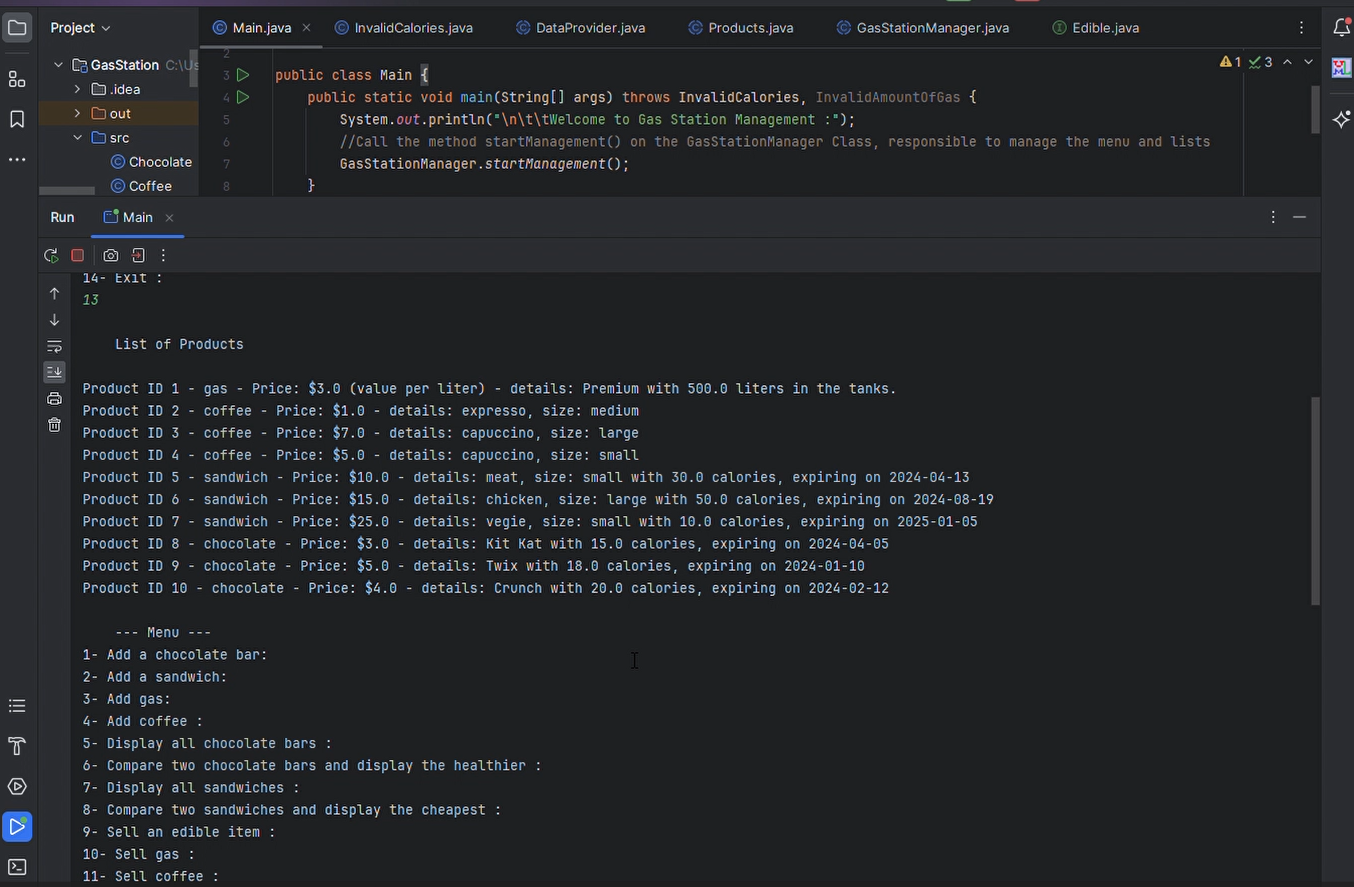 Project
Main.java
InvalidCalories.java
DataProvider.java
Products.java
GasStationManager.java
Edible.java
GasStation C:\Us
.idea
out
src
Chocolate
Coffee
1 3
2
3 public class Main {
4 public static void main(String[] args) throws InvalidCalories, InvalidAmountOfGas {
5 System.out.println("\n\t\tWelcome to Gas Station Management :");
6 //Call the method startManagement() on the GasStationManager Class, responsible to manage the menu and lists
7 GasStationManager.startManagement();
8 }
Run Main
14- Exit :
13
List of Products
Product ID 1 - gas - Price: $3.0 (value per liter) - details: Premium with 500.0 liters in the tanks.
Product ID 2 - coffee - Price: $1.0 - details: expresso, size: medium
Product ID 3 - coffee - Price: $7.0 - details: capuccino, size: large
Product ID 4 - coffee - Price: $5.0 - details: capuccino, size: small
Product ID 5 - sandwich - Price: $10.0 - details: meat, size: small with 30.0 calories, expiring on 2024-04-13
Product ID 6 - sandwich - Price: $15.0 - details: chicken, size: large with 50.0 calories, expiring on 2024-08-19
Product ID 7 - sandwich - Price: $25.0 - details: vegie, size: small with 10.0 calories, expiring on 2025-01-05
Product ID 8 - chocolate - Price: $3.0 - details: Kit Kat with 15.0 calories, expiring on 2024-04-05
Product ID 9 - chocolate - Price: $5.0 - details: Twix with 18.0 calories, expiring on 2024-01-10
Product ID 10 - chocolate - Price: $4.0 - details: Crunch with 20.0 calories, expiring on 2024-02-12
--- Menu ---
1- Add a chocolate bar:
2- Add a sandwich:
3- Add gas:
4- Add coffee :
5- Display all chocolate bars :
6- Compare two chocolate bars and display the healthier :
7- Display all sandwiches :
8- Compare two sandwiches and display the cheapest :
9- Sell an edible item :
10- Sell gas :
11- Sell coffee :